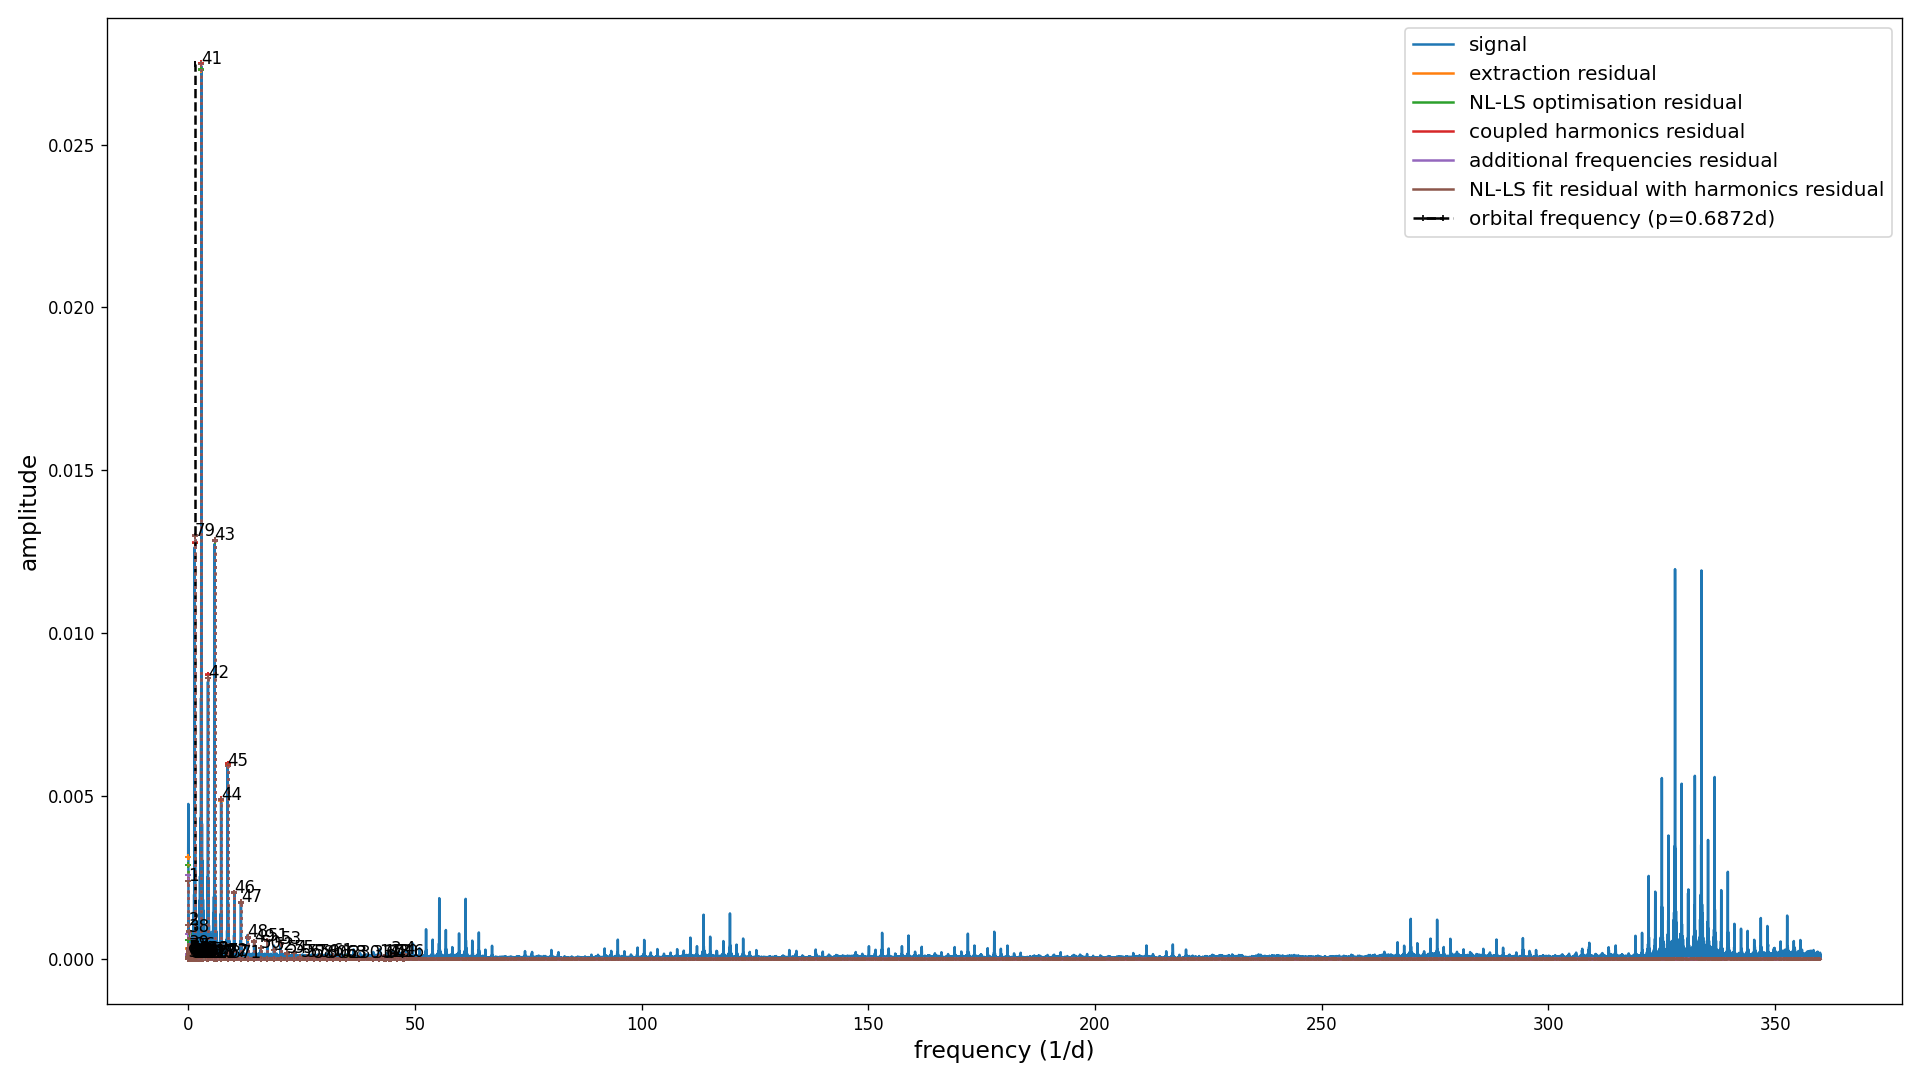 signal
extraction residual
NL-LS optimisation residual
coupled harmonics residual
additional frequencies residual
NL-LS fit residual with harmonics residual
orbital frequency (p=0.6872d)
41
0.025
0.020
0.015
79
43
amplitude
0.010
42
45
44
0.005
1
46
47
48
0.000
0
50
100
150
200
250
300
350
frequency (1/d)